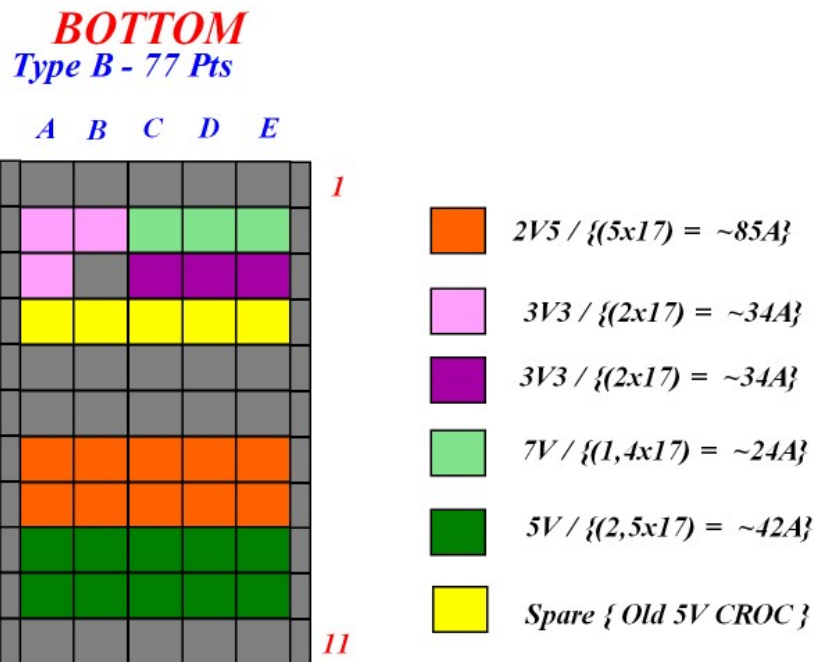 BOTTOM
Type B - 77 Pts
A B C D E
1
2V5 / {(5x17) = ~85A}
3V3 / {(2x17) = ~34A}
3V3 / {(2x17) = ~34A}
7V / {(1,4x17) = ~24A}
5V / {(2,5x17) = ~42A}
Spare { Old 5V CROC }
11